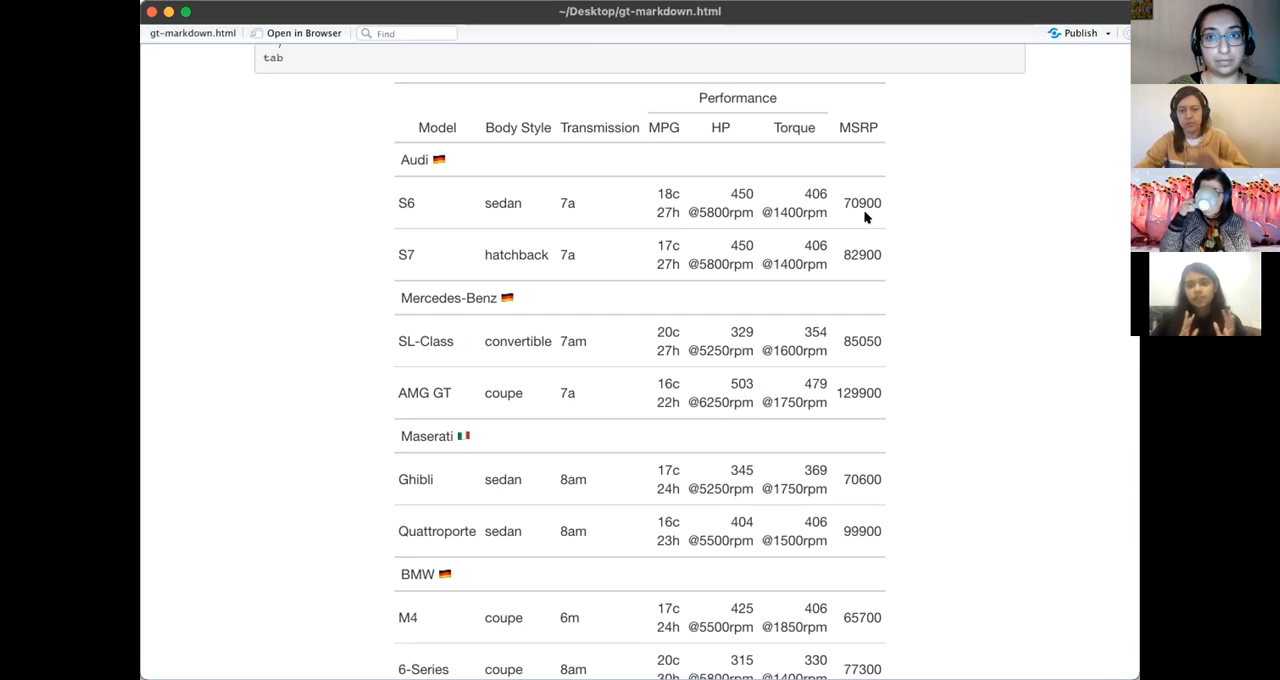 ~/Desktop/gt-markdown.html
gt-markdown.html Open in Browser Find Publish
tab
Performance
Model Body Style Transmission MPG HP Torque MSRP
Audi 🇩🇪
S6 sedan 7a 18c 450 406 70900
27h @5800rpm @1400rpm
S7 hatchback 7a 17c 450 406 82900
27h @5800rpm @1400rpm
Mercedes-Benz 🇩🇪
SL-Class convertible 7am 20c 329 354 85050
27h @5250rpm @1600rpm
AMG GT coupe 7a 16c 503 479 129900
22h @6250rpm @1750rpm
Maserati 🇮🇹
Ghibli sedan 8am 17c 345 369 70600
24h @5250rpm @1750rpm
Quattroporte sedan 8am 16c 404 406 99900
23h @5500rpm @1500rpm
BMW 🇩🇪
M4 coupe 6m 17c 425 406 65700
24h @5500rpm @1850rpm
6-Series coupe 8am 20c 315 330 77300
30h @5800rpm @1400rpm